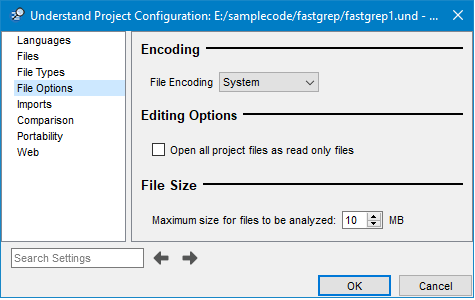 Understand Project Configuration: E:/samplecode/fastgrep/fastgrep1.und - ...
Languages
Files
File Types
File Options
Imports
Comparison
Portability
Web
Encoding
File Encoding System
Editing Options
Open all project files as read only files
File Size
Maximum size for files to be analyzed: 10 MB
Search Settings
OK Cancel